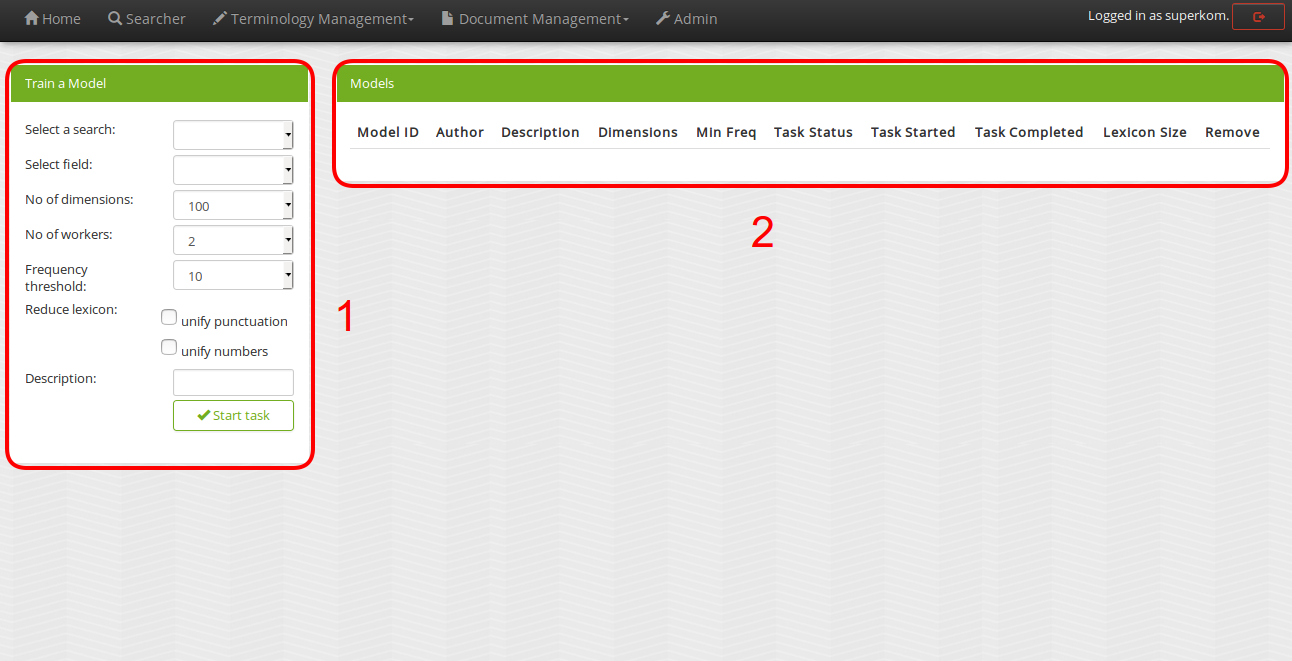 Home Searcher Terminology Management Document Management Admin Logged in as superkom.
Train a Model
Select a search:
Select field:
No of dimensions: 100
No of workers: 2
Frequency
threshold: 10
Reduce lexicon: unify punctuation
unify numbers
Description:
Start task
1
Models
Model ID Author Description Dimensions Min Freq Task Status Task Started Task Completed Lexicon Size Remove
2